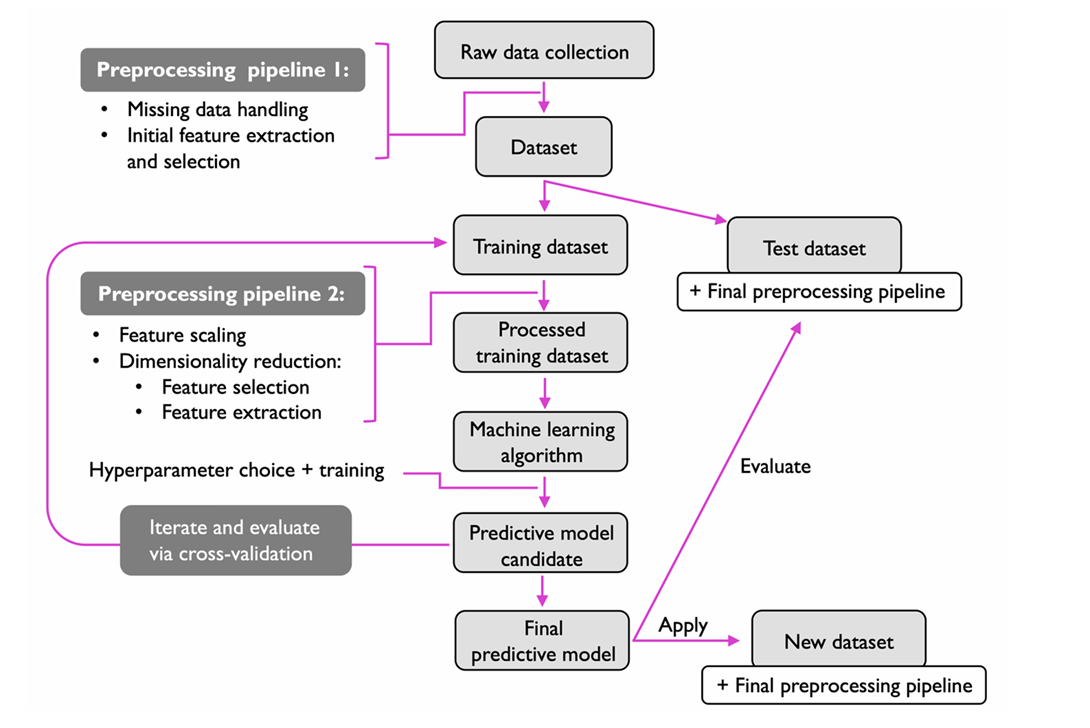 Raw data collection
Preprocessing pipeline 1:
• Missing data handling
• Initial feature extraction
and selection
Dataset
Training dataset
Test dataset
+ Final preprocessing pipeline
Preprocessing pipeline 2:
• Feature scaling
• Dimensionality reduction:
• Feature selection
• Feature extraction
Processed
training dataset
Machine learning
algorithm
Evaluate
Hyperparameter choice + training
Iterate and evaluate
via cross-validation
Predictive model
candidate
Final
predictive model
Apply
New dataset
+ Final preprocessing pipeline